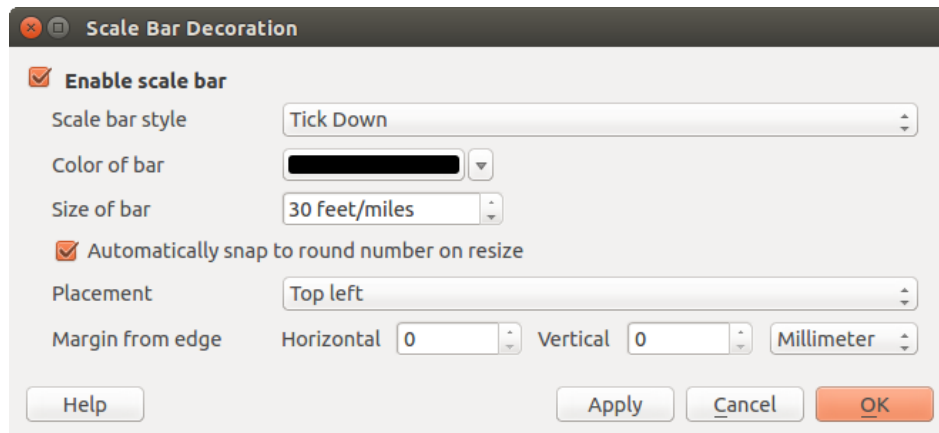 Scale Bar Decoration
Enable scale bar
Scale bar style Tick Down
Color of bar
Size of bar 30 feet/miles
Automatically snap to round number on resize
Placement Top left
Margin from edge Horizontal 0 Vertical 0 Millimeter
Help Apply Cancel OK